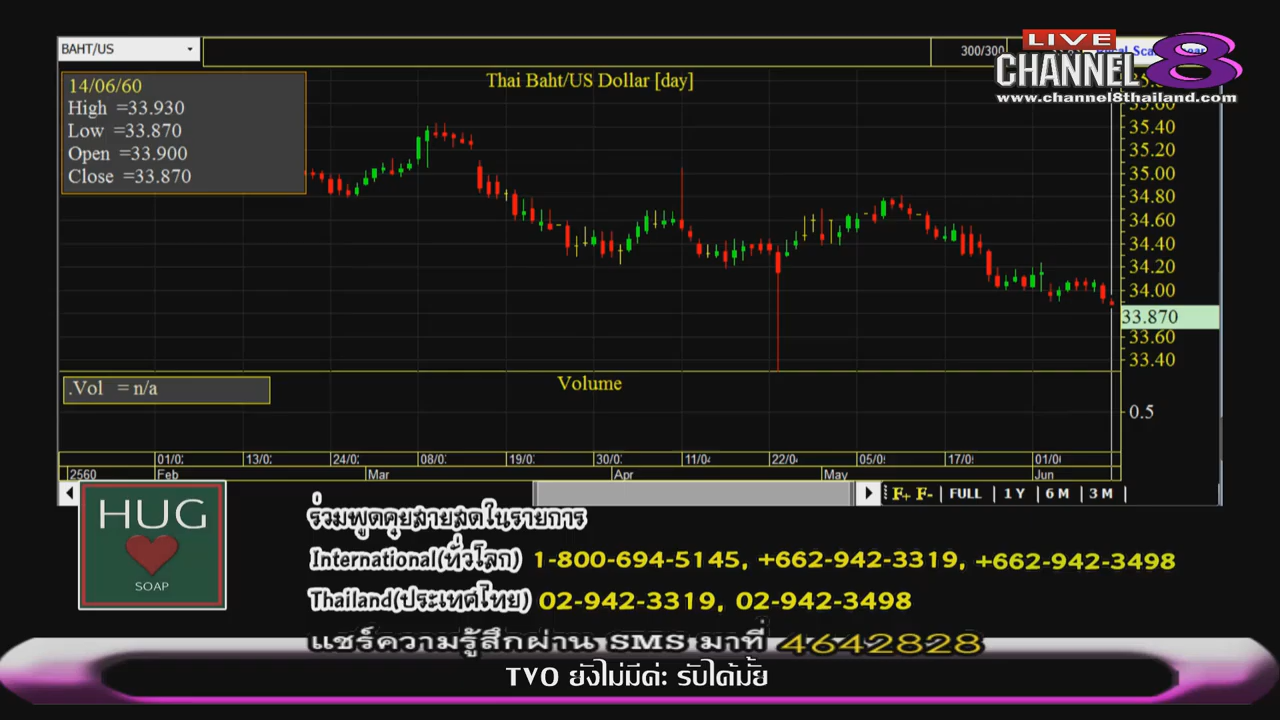 BAHT/US
300/300
LIVE
CHANNEL 8
www.channel8thailand.com
14/06/60
High =33.930
Low =33.870
Open =33.900
Close =33.870
Thai Baht/US Dollar [day]
35.60
35.40
35.20
35.00
34.80
34.60
34.40
34.20
34.00
33.870
33.60
33.40
.Vol = n/a
Volume
0.5
01/0
13/0
24/0
08/0
19/0
30/0
11/04
22/04
05/0
17/0
01/0
2560
Feb
Mar
Apr
May
Jun
F+ F- | FULL | 1 Y | 6 M | 3 M |
HUG
SOAP
ร่วมพูดคุยสายสดในรายการ
International(ทั่วโลก) 1-800-694-5145, +662-942-3319, +662-942-3498
Thailand(ประเทศไทย) 02-942-3319, 02-942-3498
แชร์ความรู้สึกผ่าน SMS มาที่ 4642828
TVO ยังไม่มีค่ะ รับได้มั้ย